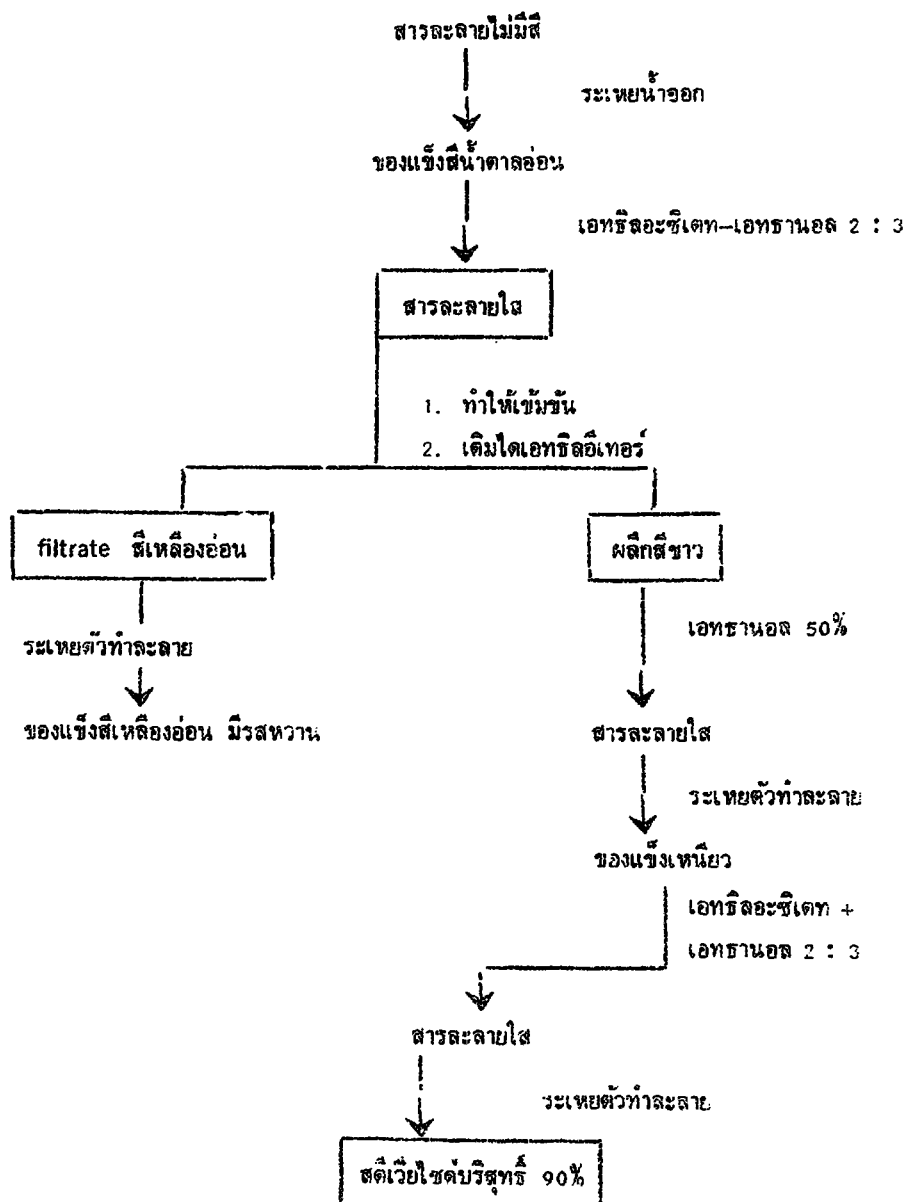 สารละลายไม่มีสี
ระเหยน้ำออก
ของแข็งสีน้ำตาลอ่อน
เอทธิลอะซิเตท-เอทธานอล 2 : 3
สารละลายใส
1. ทำให้เข้มข้น
2. เติมไดเอทธิลอีเทอร์
filtrate สีเหลืองอ่อน
ผลึกสีขาว
เอทธานอล 50%
ระเหยตัวทำละลาย
ของแข็งสีเหลืองอ่อน มีรสหวาน
สารละลายใส
ระเหยตัวทำละลาย
ของแข็งเหนียว
เอทธิลอะซิเตท +
เอทธานอล 2 : 3
สารละลายใส
ระเหยตัวทำละลาย
สตีเวียไซด์บริสุทธิ์ 90%